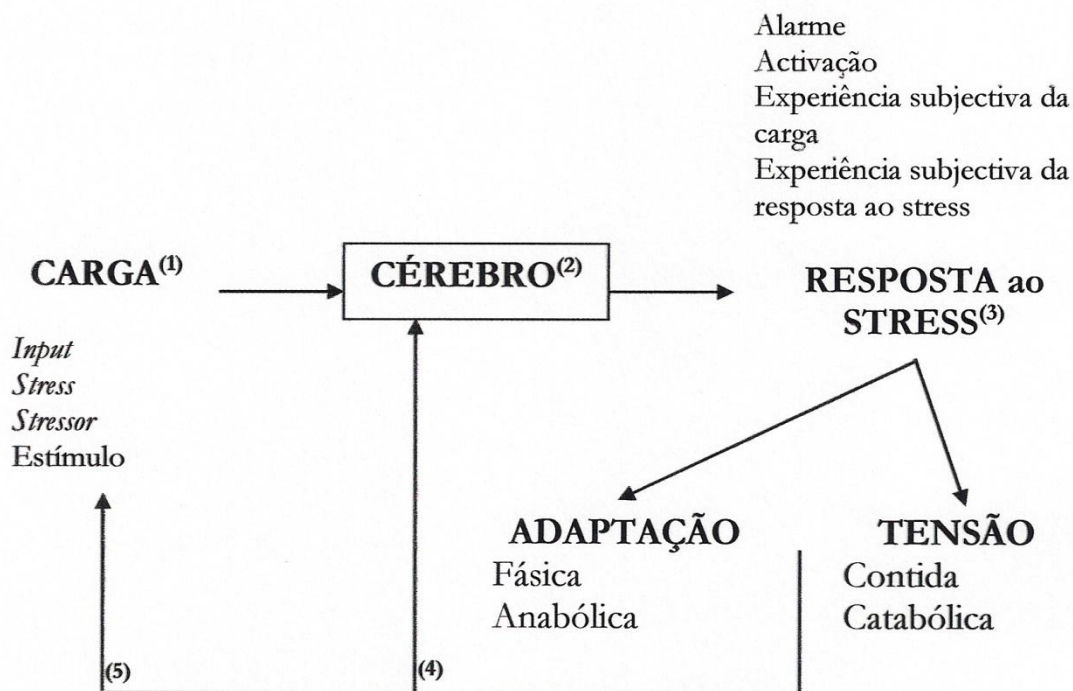 Alarme
Activação
Experiência subjectiva da
carga
Experiência subjectiva da
resposta ao stress
CARGA(1)
CÉREBRO(2)
RESPOSTA ao
STRESS(3)
Input
Stress
Stressor
Estímulo
ADAPTAÇÃO
Fásica
Anabólica
TENSÃO
Contida
Catabólica
(5)
(4)